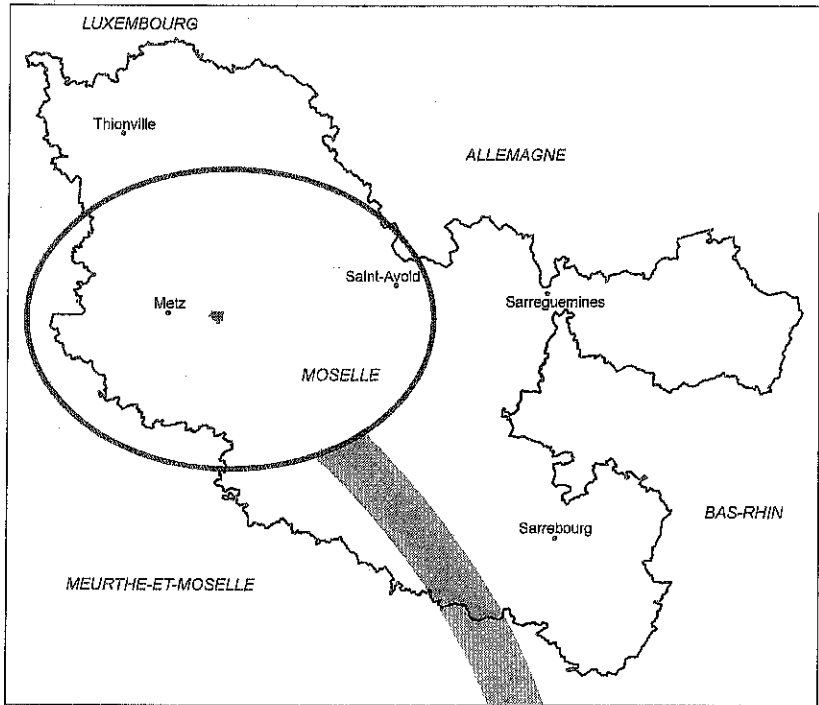 LUXEMBOURG
Thionville
ALLEMAGNE
Saint-Avold
Metz
Sarreguemines
MOSELLE
BAS-RHIN
Sarrebourg
MEURTHE-ET-MOSELLE